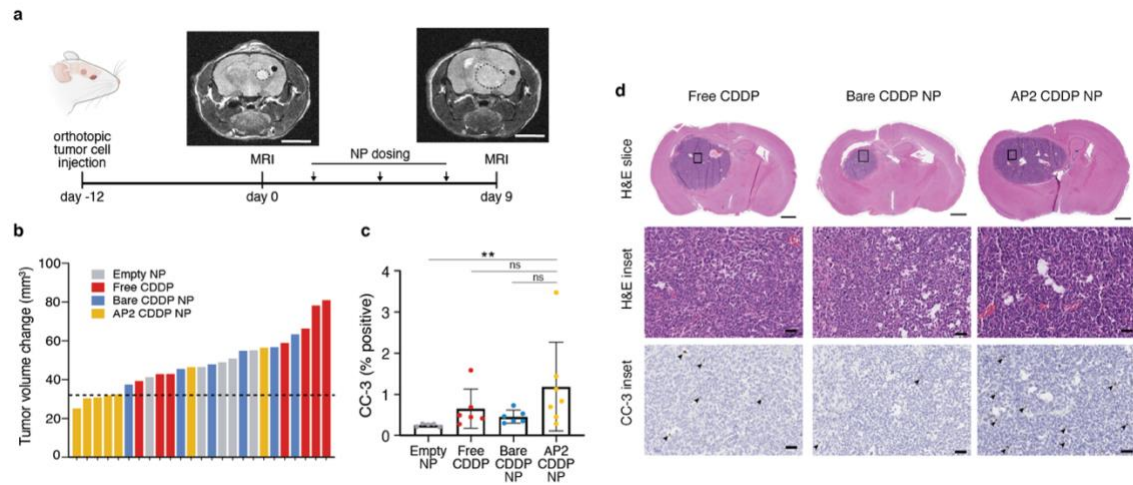 a
orthotopic
tumor cell
injection
MRI
NP dosing
MRI
day -12
day 0
day 9
b
Tumor volume change (mm³)
100
80
60
40
20
0
Empty NP
Free CDDP
Bare CDDP NP
AP2 CDDP NP
c
CC-3 (% positive)
4
3
2
1
0
**
ns
ns
Empty
NP
Free
CDDP
Bare
CDDP
NP
AP2
CDDP
NP
d
Free CDDP
Bare CDDP NP
AP2 CDDP NP
H&E slice
H&E inset
CC-3 inset